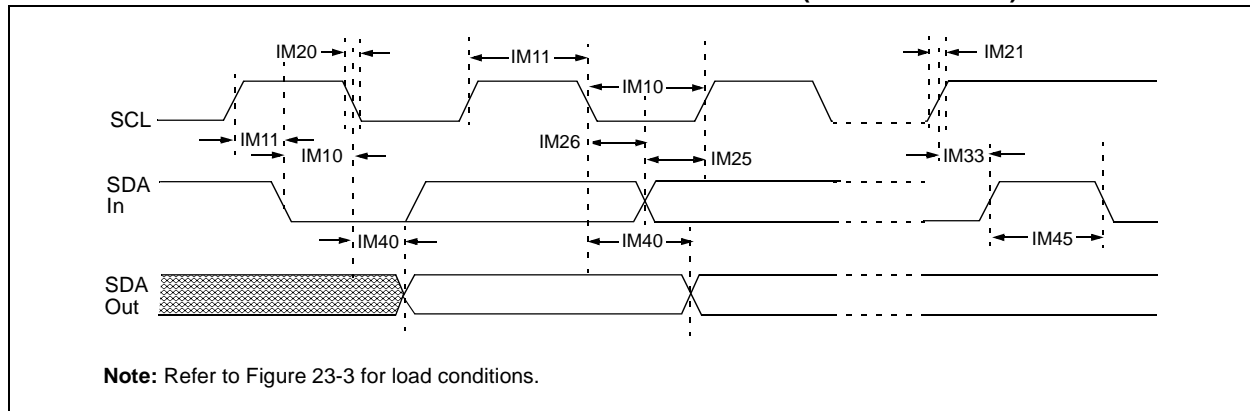 IM20
IM11
IM21
IM10
SCL
IM11
IM10
IM26
IM25
IM33
SDA
In
IM40
IM40
IM45
SDA
Out
Note: Refer to Figure 23-3 for load conditions.